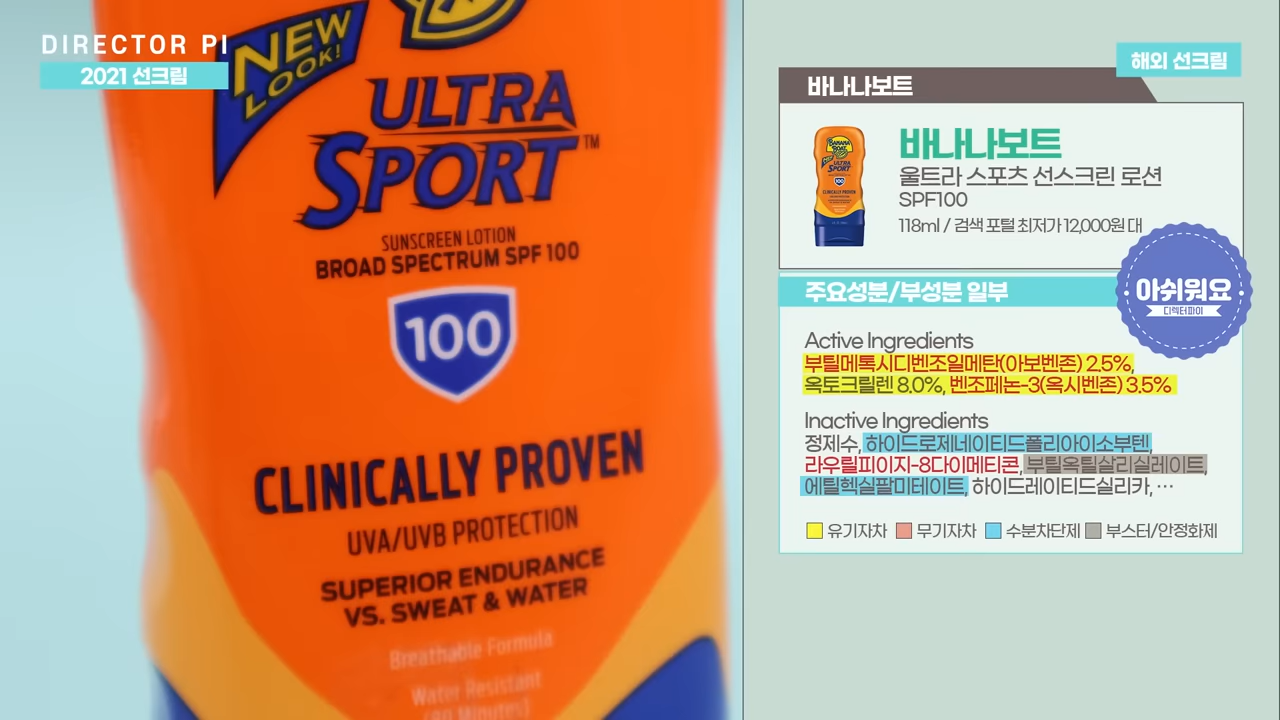 DIRECTOR PI
2021 선크림
NEW
LOOK!
ULTRA
SPORT™
SUNSCREEN LOTION
BROAD SPECTRUM SPF 100
100
CLINICALLY PROVEN
UVA/UVB PROTECTION
SUPERIOR ENDURANCE
VS. SWEAT & WATER
Breathable Formula
Water Resistant
(80 Minutes)
해외 선크림
바나나보트
BANANA
BOAT
ULTRA
SPORT
100
CLINICALLY PROVEN
바나나보트
울트라 스포츠 선스크린 로션
SPF100
118ml / 검색 포털 최저가 12,000원 대
아쉬워요
디렉터파이
주요성분/부성분 일부
Active Ingredients
부틸메톡시디벤조일메탄(아보벤존) 2.5%,
옥토크릴렌 8.0%, 벤조페논-3(옥시벤존) 3.5%
Inactive Ingredients
정제수, 하이드로제네이티드폴리아이소부텐,
라우릴피이지-8다이메티콘, 부틸옥틸살리실레이트,
에틸헥실팔미테이트, 하이드레이티드실리카, …
유기자차 무기자차 수분차단제 부스터/안정화제